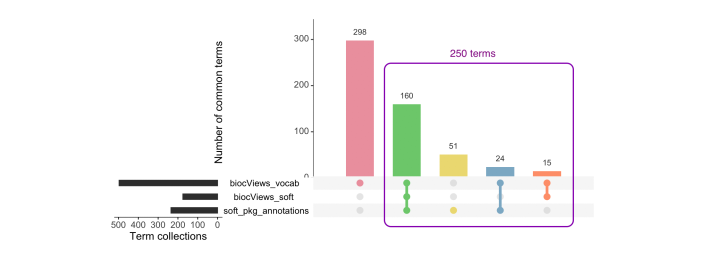 Number of common terms
300
200
100
0
298
160
51
24
15
250 terms
biocViews_vocab
biocViews_soft
soft_pkg_annotations
500 400 300 200 100 0
Term collections